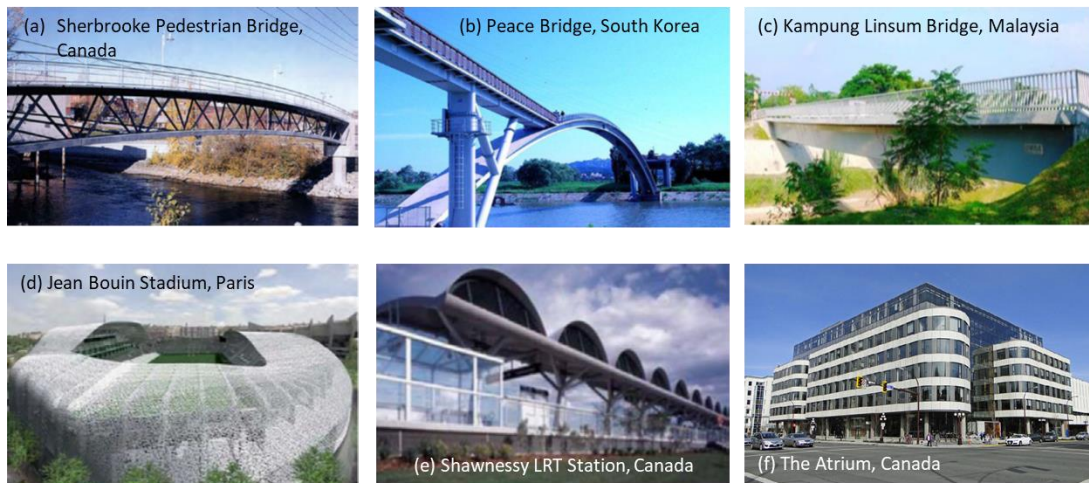 (a) Sherbrooke Pedestrian Bridge,
Canada
(b) Peace Bridge, South Korea
(c) Kampung Linsum Bridge, Malaysia
(d) Jean Bouin Stadium, Paris
(e) Shawnessy LRT Station, Canada
(f) The Atrium, Canada